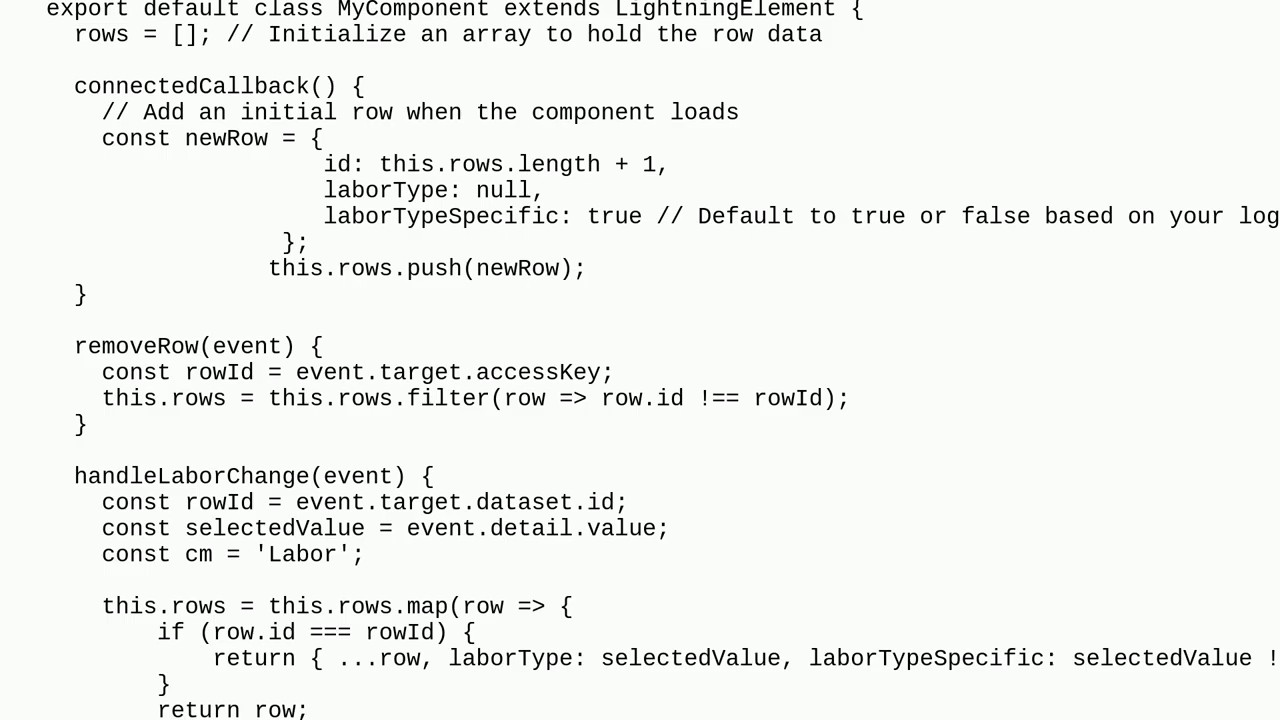 export default class MyComponent extends LightningElement {
rows = []; // Initialize an array to hold the row data
connectedCallback() {
// Add an initial row when the component loads
const newRow = {
id: this.rows.length + 1,
laborType: null,
laborTypeSpecific: true // Default to true or false based on your log
};
this.rows.push(newRow);
}
removeRow(event) {
const rowId = event.target.accessKey;
this.rows = this.rows.filter(row => row.id !== rowId);
}
handleLaborChange(event) {
const rowId = event.target.dataset.id;
const selectedValue = event.detail.value;
const cm = 'Labor';
this.rows = this.rows.map(row => {
if (row.id === rowId) {
return { ...row, laborType: selectedValue, laborTypeSpecific: selectedValue !
}
return row;